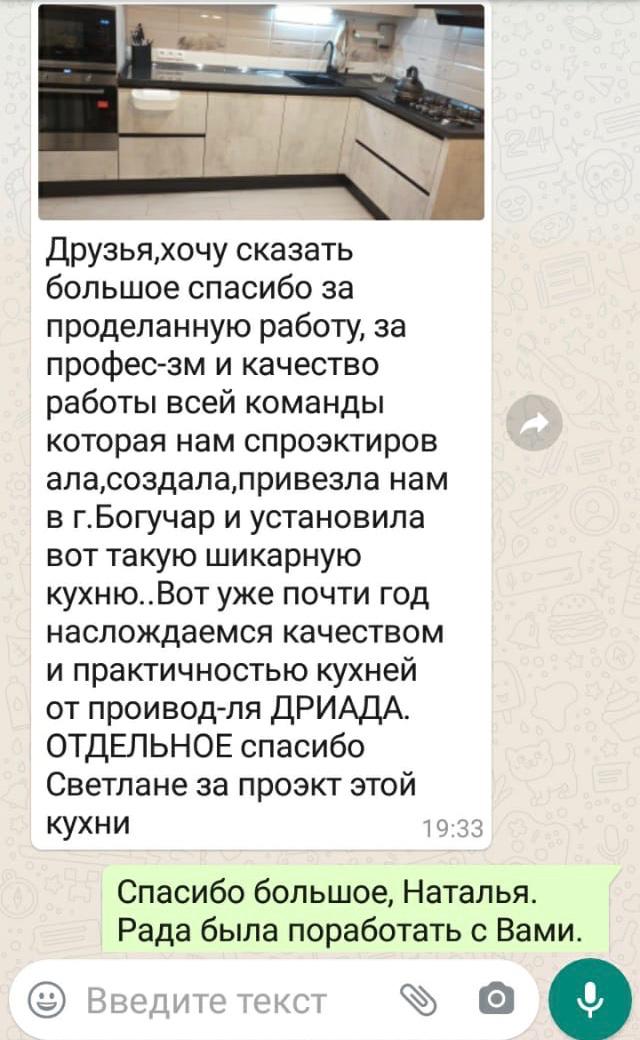 Друзья,хочу сказать
большое спасибо за
проделанную работу, за
профес-зм и качество
работы всей команды
которая нам спроэктиров
ала,создала,привезла нам
в г.Богучар и установила
вот такую шикарную
кухню..Вот уже почти год
наслождаемся качеством
и практичностью кухней
от проивод-ля ДРИАДА.
ОТДЕЛЬНОЕ спасибо
Светлане за проэкт этой
кухни
19:33
Спасибо большое, Наталья.
Рада была поработать с Вами.
Введите текст